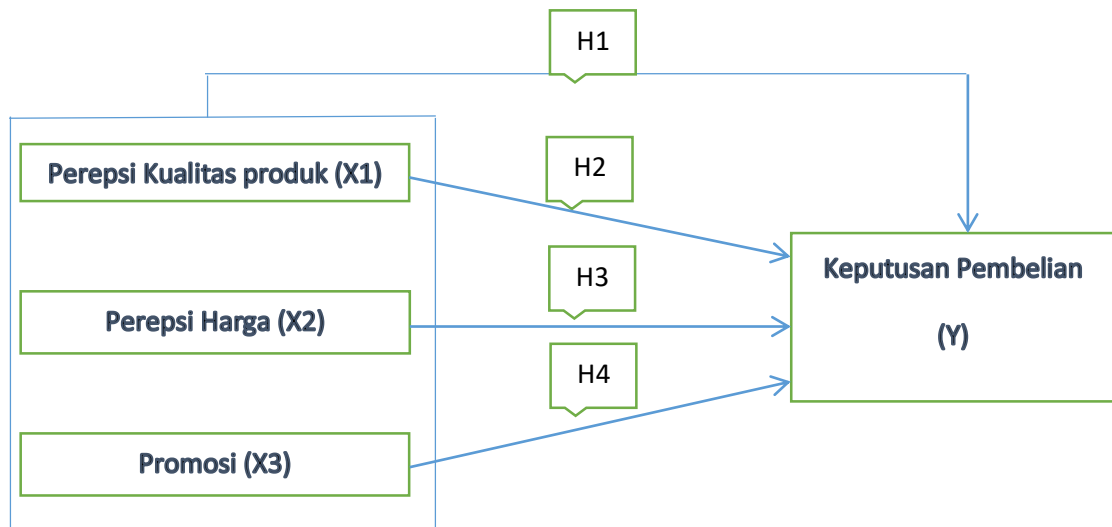 H1
Perepsi Kualitas produk (X1)
H2
Keputusan Pembelian
(Y)
H3
Perepsi Harga (X2)
H4
Promosi (X3)